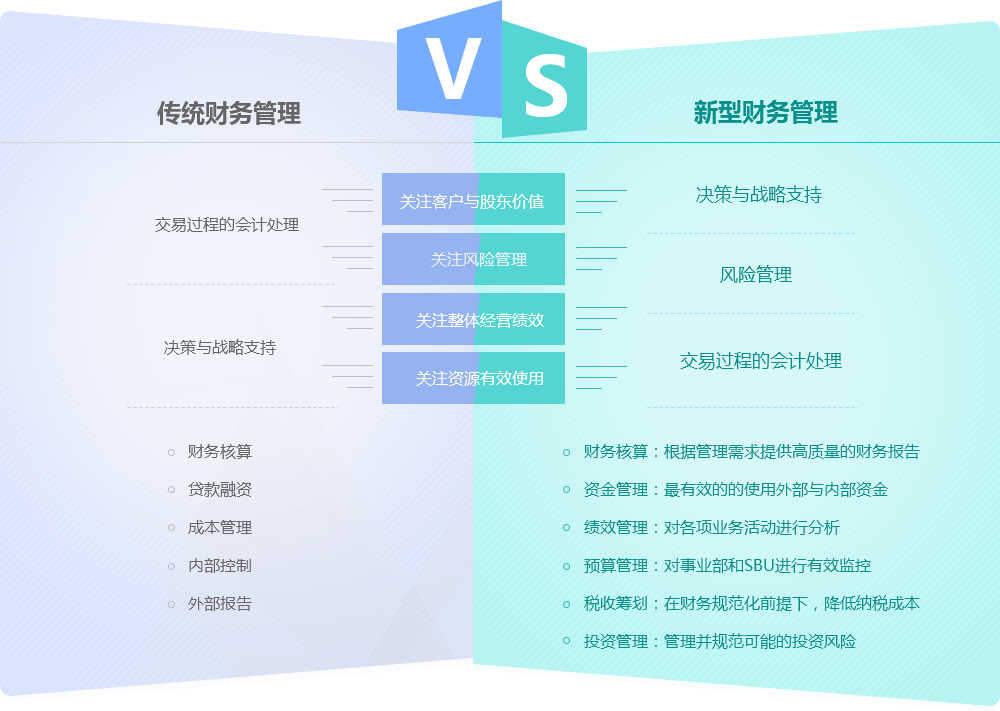 VS
传统财务管理
新型财务管理
交易过程的会计处理
决策与战略支持
关注客户与股东价值
关注风险管理
关注整体经营绩效
关注资源有效使用
决策与战略支持
风险管理
交易过程的会计处理
财务核算
贷款融资
成本管理
内部控制
外部报告
财务核算：根据管理需求提供高质量的财务报告
资金管理：最有效的的使用外部与内部资金
绩效管理：对各项业务活动进行分析
预算管理：对事业部和SBU进行有效监控
税收筹划：在财务规范化前提下，降低纳税成本
投资管理：管理并规范可能的投资风险